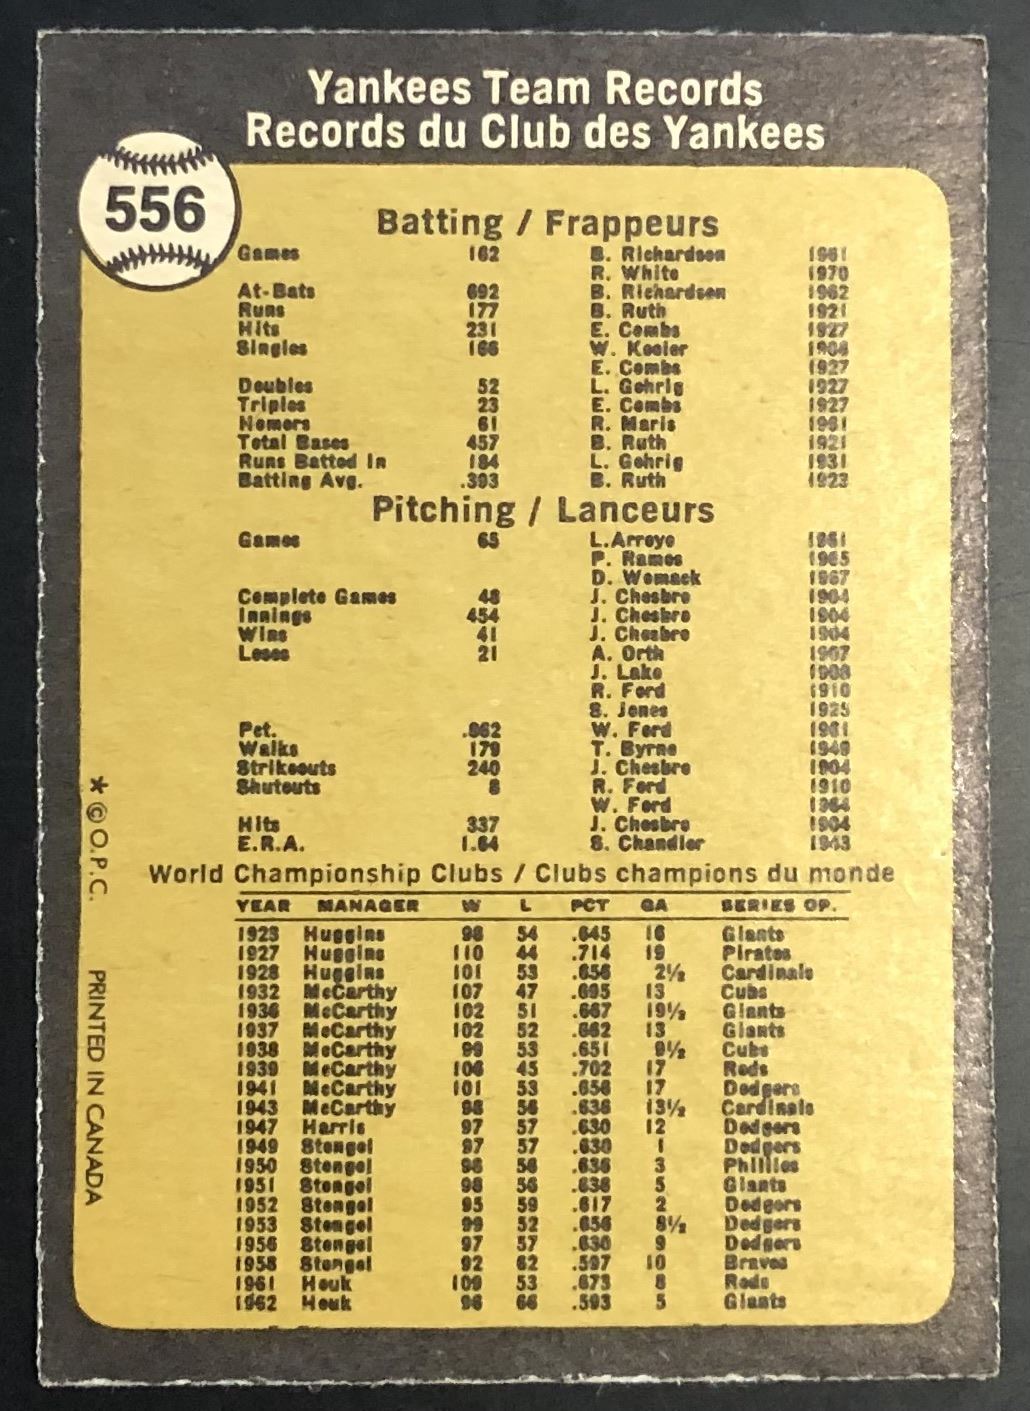 Yankees Team Records
Records du Club des Yankees
556
Batting / Frappeurs
Games 162 B. Richardson 1961
R. White 1970
At-Bats 692 B. Richardson 1962
Runs 177 B. Ruth 1921
Hits 231 E. Combs 1927
Singles 166 W. Keeler 1906
E. Combs 1927
Doubles 52 L. Gehrig 1927
Triples 23 E. Combs 1927
Homers 61 R. Maris 1961
Total Bases 457 B. Ruth 1921
Runs Batted In 184 L. Gehrig 1931
Batting Avg. .393 B. Ruth 1923
Pitching / Lanceurs
Games 65 L.Arroyo 1961
P. Ramos 1965
D. Womack 1967
Complete Games 48 J. Chesbro 1904
Innings 454 J. Chesbro 1904
Wins 41 J. Chesbro 1904
Loses 21 A. Orth 1907
J. Lake 1908
R. Ford 1910
S. Jones 1925
Pct. .862 W. Ford 1961
Walks 179 T. Byrne 1949
Strikeouts 240 J. Chesbro 1904
Shutouts 8 R. Ford 1910
W. Ford 1964
Hits 337 J. Chesbro 1904
E.R.A. 1.64 S. Chandler 1943
World Championship Clubs / Clubs champions du monde
YEAR MANAGER W L PCT GA SERIES OP.
1923 Huggins 98 54 .645 16 Giants
1927 Huggins 110 44 .714 19 Pirates
1928 Huggins 101 53 .656 2½ Cardinals
1932 McCarthy 107 47 .695 13 Cubs
1936 McCarthy 102 51 .667 19½ Giants
1937 McCarthy 102 52 .662 13 Giants
1938 McCarthy 99 53 .651 9½ Cubs
1939 McCarthy 106 45 .702 17 Reds
1941 McCarthy 101 53 .656 17 Dodgers
1943 McCarthy 98 56 .636 13½ Cardinals
1947 Harris 97 57 .630 12 Dodgers
1949 Stengel 97 57 .630 1 Dodgers
1950 Stengel 98 56 .636 3 Phillies
1951 Stengel 98 56 .636 5 Giants
1952 Stengel 95 59 .617 2 Dodgers
1953 Stengel 99 52 .656 8½ Dodgers
1956 Stengel 97 57 .630 9 Dodgers
1958 Stengel 92 62 .597 10 Braves
1961 Houk 109 53 .673 8 Reds
1962 Houk 96 66 .593 5 Giants
* © O.P.C. PRINTED IN CANADA